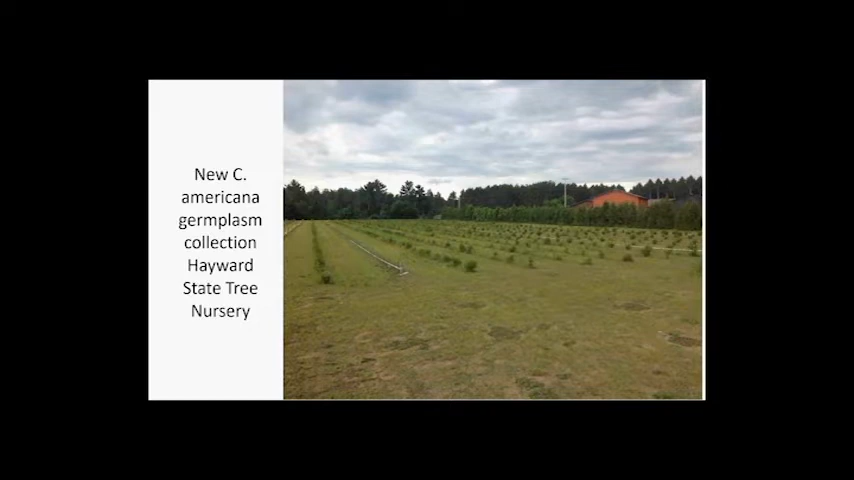 New C.
americana
germplasm
collection
Hayward
State Tree
Nursery